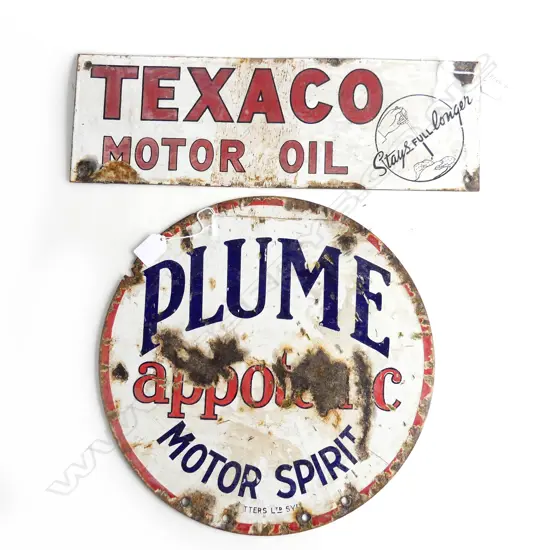 TEXACO
MOTOR OIL
Stays FULL longer
PLUME
MOTOR SPIRIT